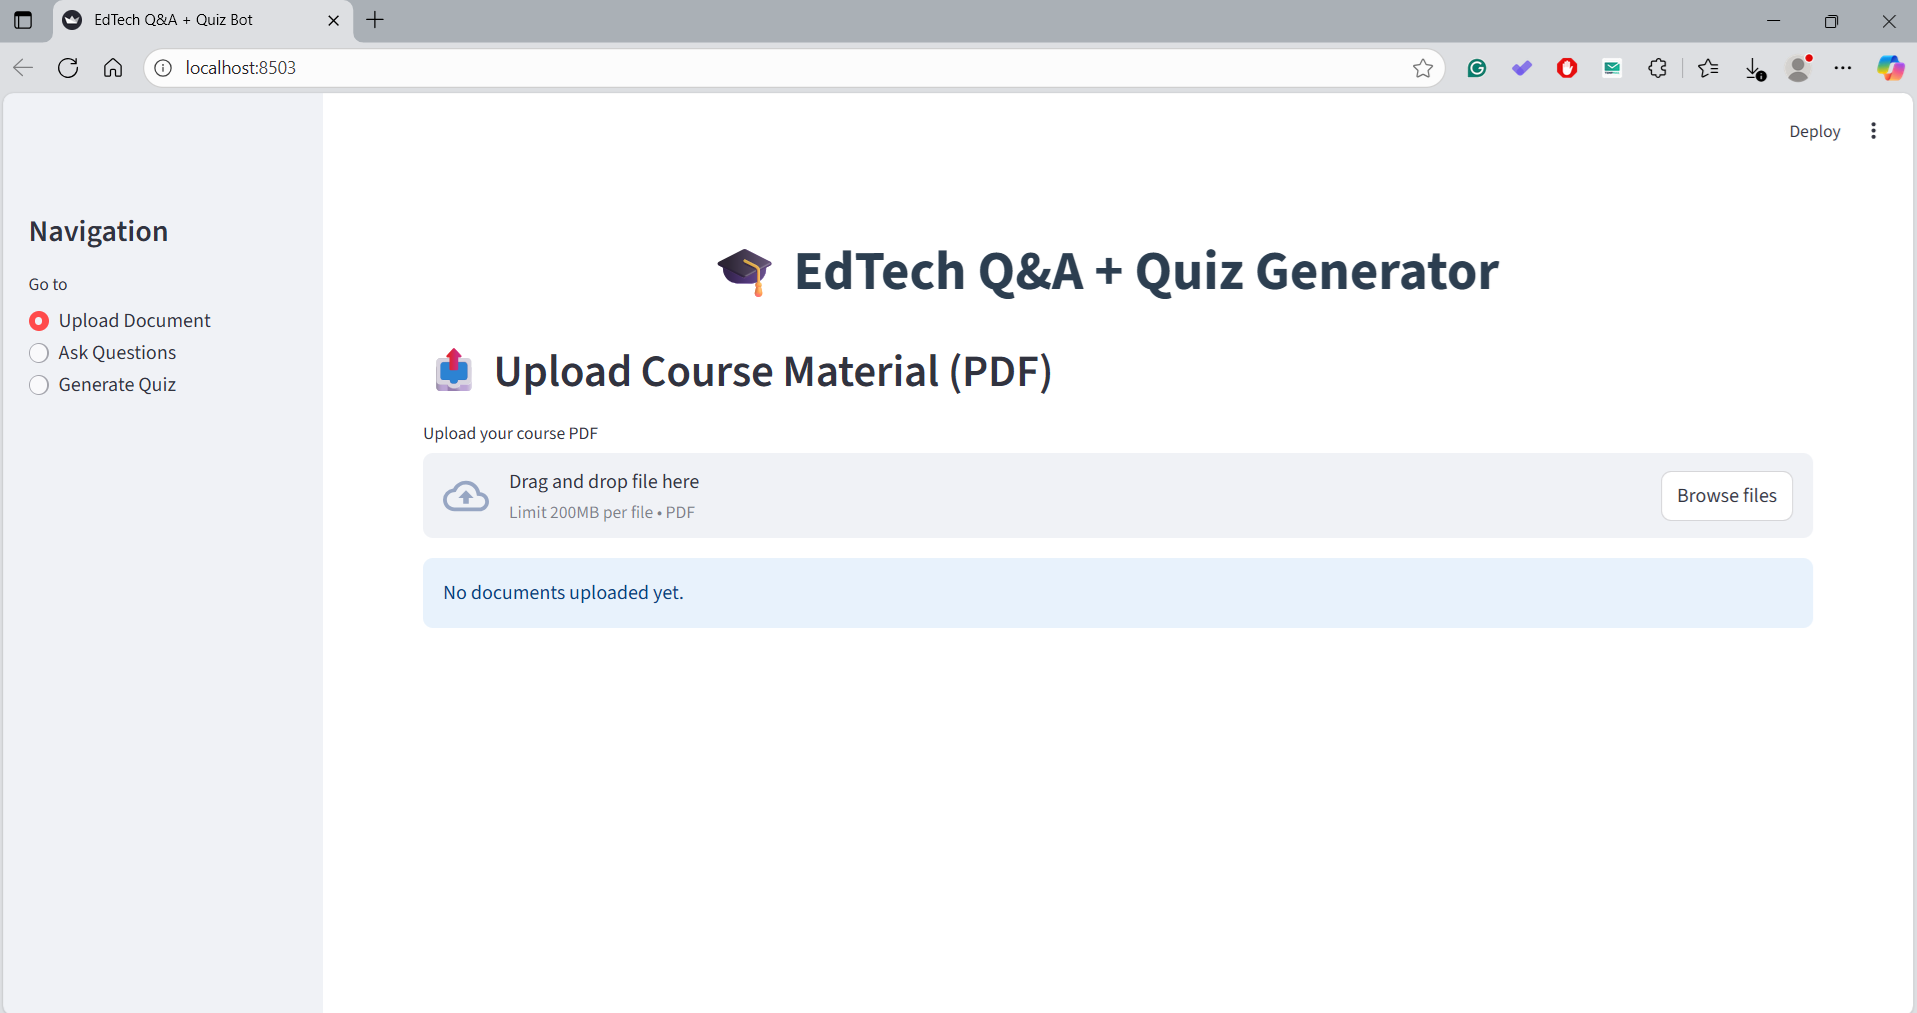 EdTech Q&A + Quiz Bot
localhost:8503
Deploy
Navigation
Go to
Upload Document
Ask Questions
Generate Quiz
EdTech Q&A + Quiz Generator
Upload Course Material (PDF)
Upload your course PDF
Drag and drop file here
Limit 200MB per file • PDF
Browse files
No documents uploaded yet.